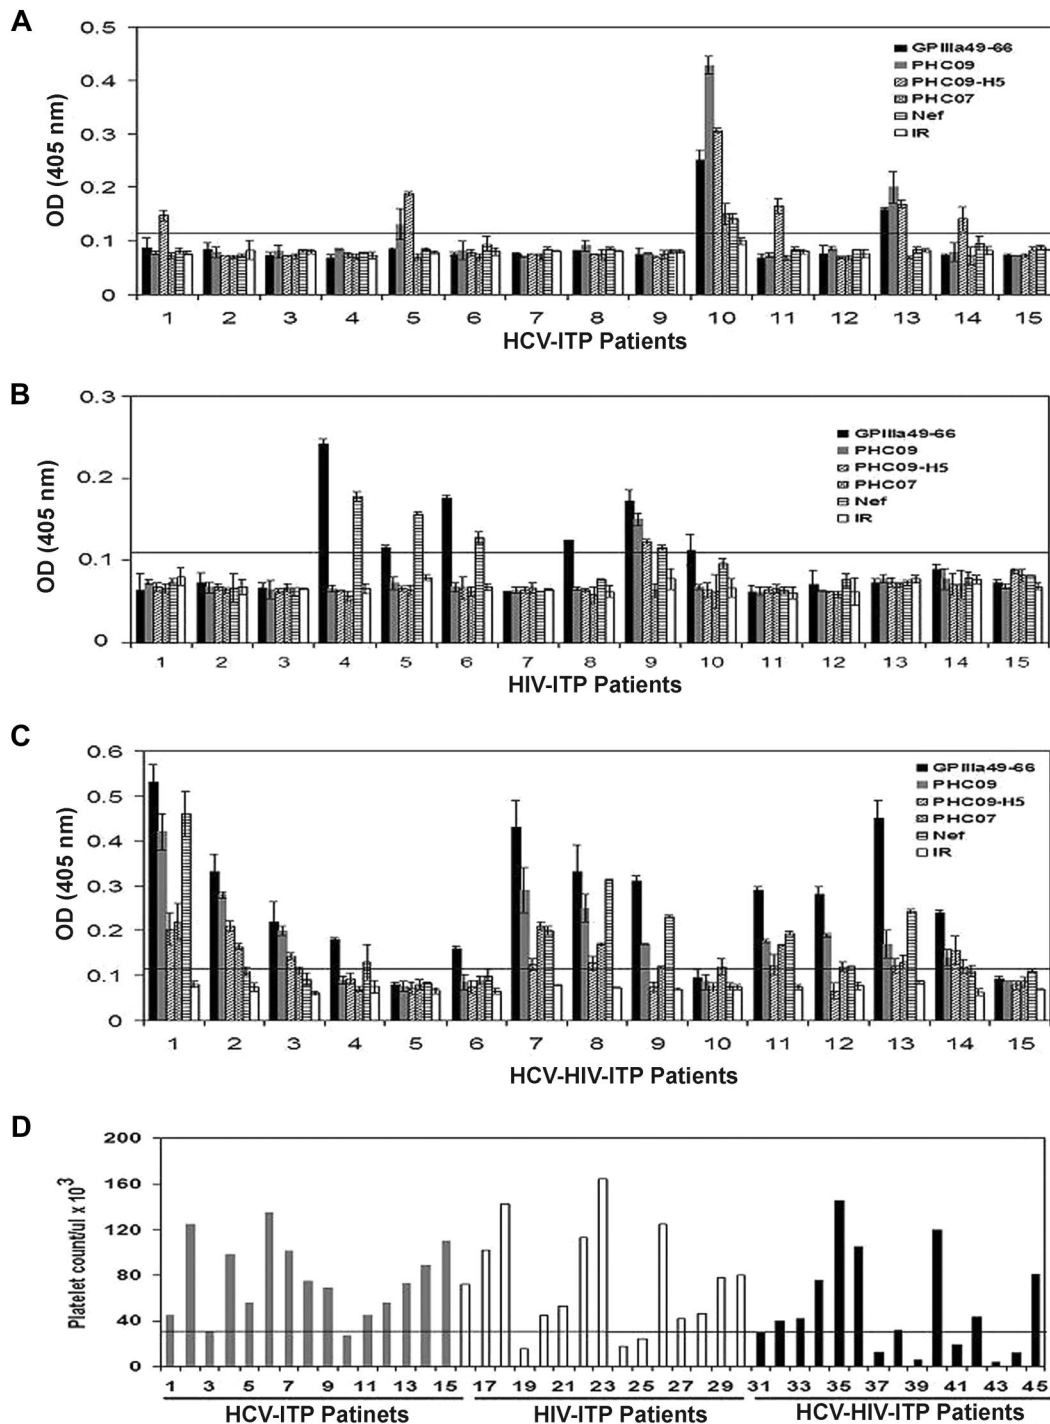 A
0.5
0.4
0.3
0.2
0.1
0
OD (405 nm)
GPIIIa49-66
PHC09
PHC09-H5
PHC07
Nef
IR
1 2 3 4 5 6 7 8 9 10 11 12 13 14 15
HCV-ITP Patients
B
0.3
0.2
0.1
0
OD (405 nm)
GPIIIa49-66
PHC09
PHC09-H5
PHC07
Nef
IR
1 2 3 4 5 6 7 8 9 10 11 12 13 14 15
HIV-ITP Patients
C
0.6
0.5
0.4
0.3
0.2
0.1
0
OD (405 nm)
GPIIIa49-66
PHC09
PHC09-H5
PHC07
Nef
IR
1 2 3 4 5 6 7 8 9 10 11 12 13 14 15
HCV-HIV-ITP Patients
D
200
160
120
80
40
0
Platelet count/ul x 10³
1 3 5 7 9 11 13 15 17 19 21 23 25 27 29 31 33 35 37 39 41 43 45
HCV-ITP Patinets HIV-ITP Patients HCV-HIV-ITP Patients